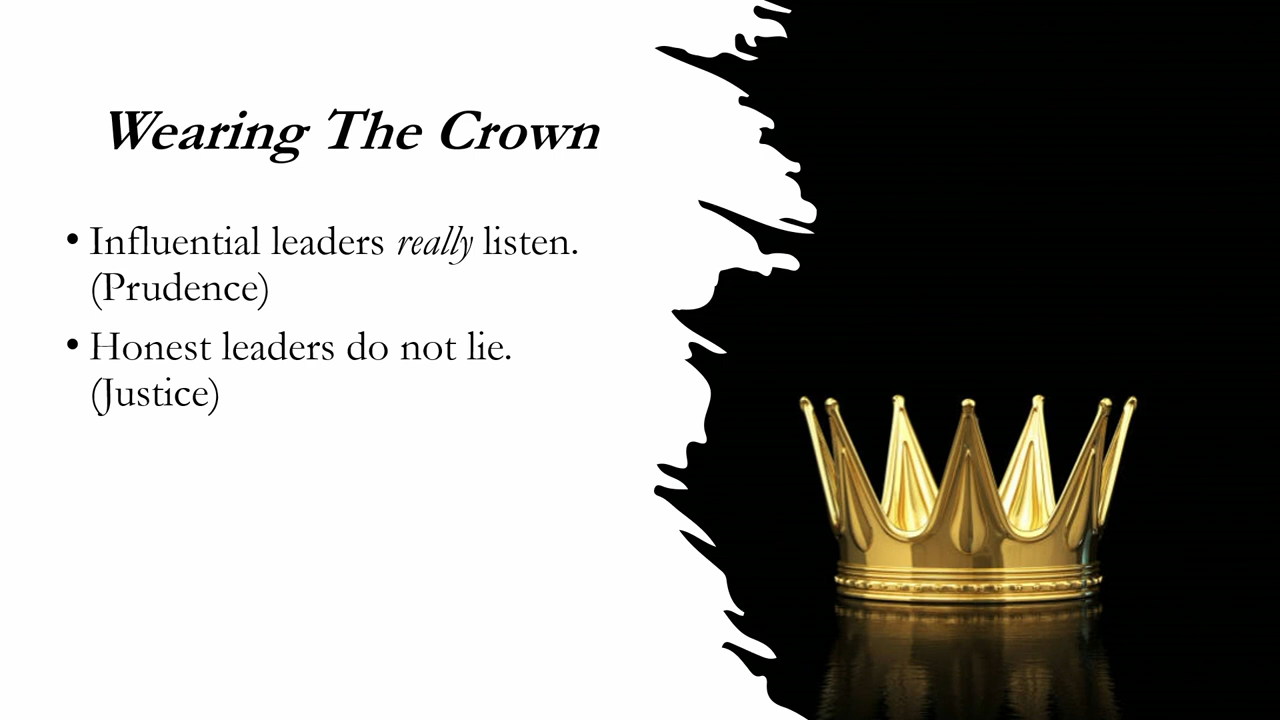 Wearing The Crown
• Influential leaders really listen.
(Prudence)
• Honest leaders do not lie.
(Justice)